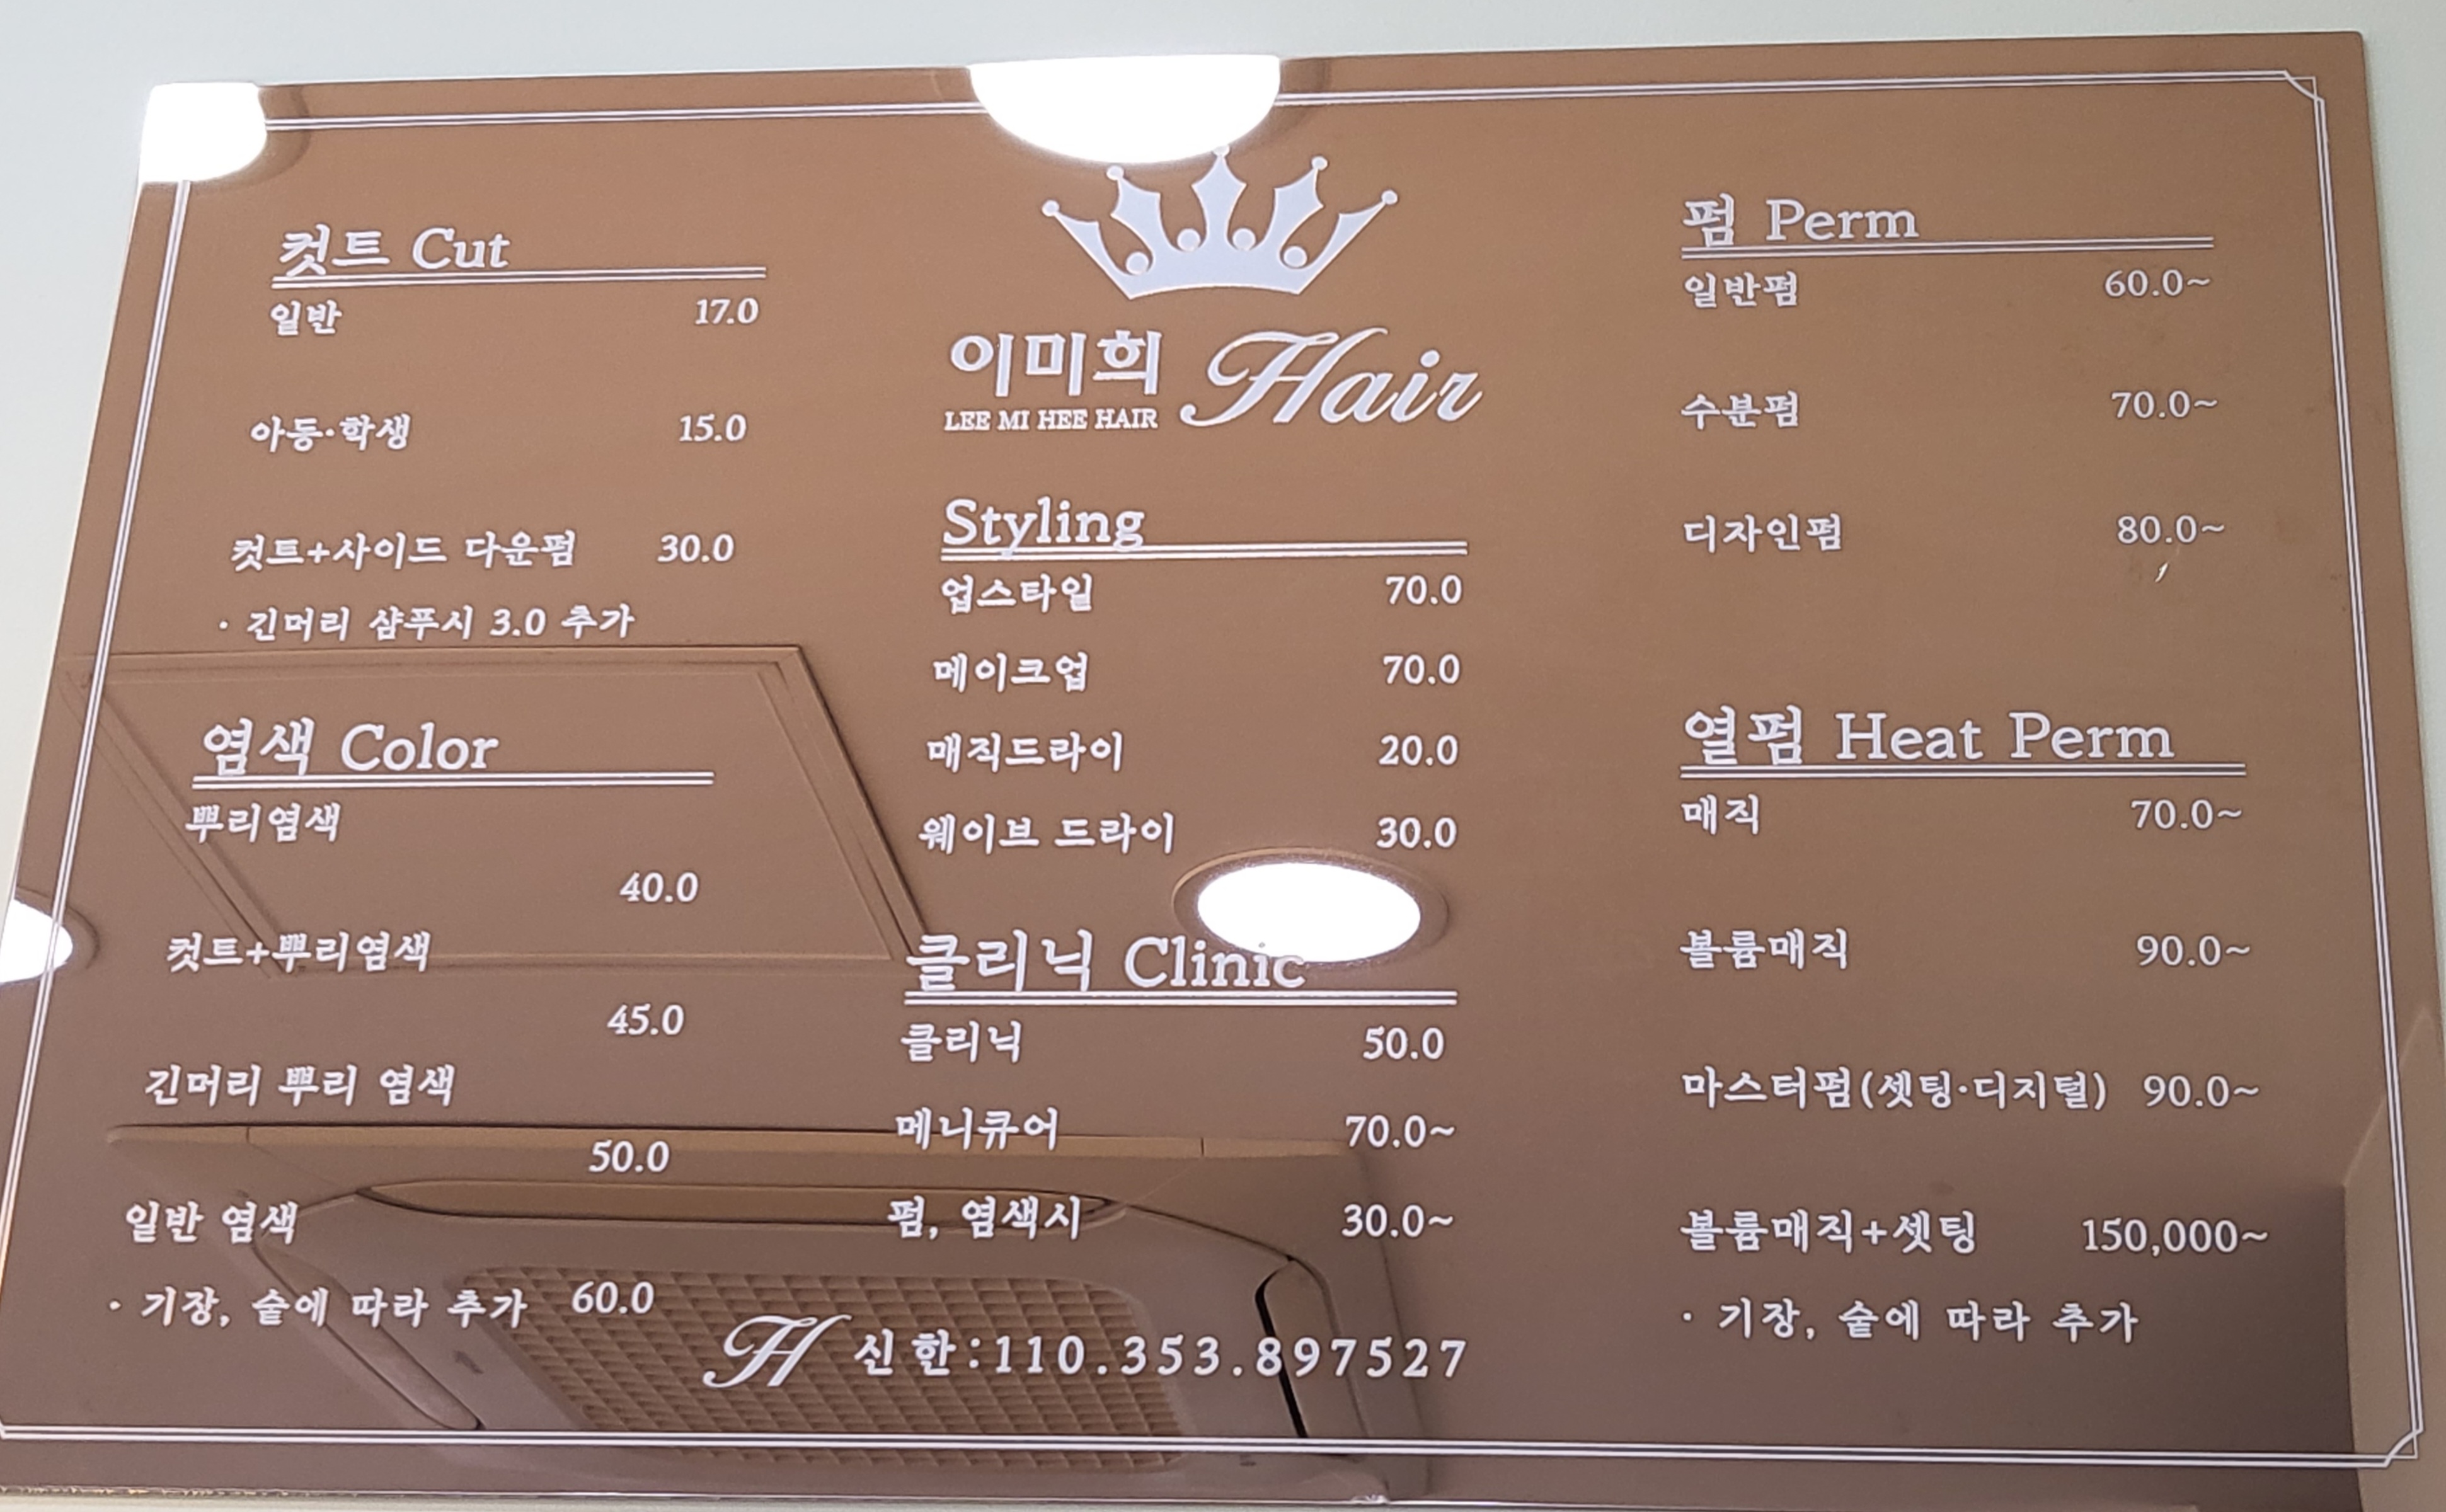 컷트 Cut
일반 17.0
아동·학생 15.0
컷트+사이드 다운펌 30.0
· 긴머리 샴푸시 3.0 추가
염색 Color
뿌리염색
40.0
컷트+뿌리염색
45.0
긴머리 뿌리 염색
50.0
일반 염색
· 기장, 숱에 따라 추가 60.0
이미희 Hair
LEE MI HEE HAIR
Styling
업스타일 70.0
메이크업 70.0
매직드라이 20.0
웨이브 드라이 30.0
클리닉 Clinic
클리닉 50.0
메니큐어 70.0~
펌, 염색시 30.0~
H 신한:110.353.897527
펌 Perm
일반펌 60.0~
수분펌 70.0~
디자인펌 80.0~
열펌 Heat Perm
매직 70.0~
볼륨매직 90.0~
마스터펌(셋팅·디지털) 90.0~
볼륨매직+셋팅 150,000~
· 기장, 숱에 따라 추가